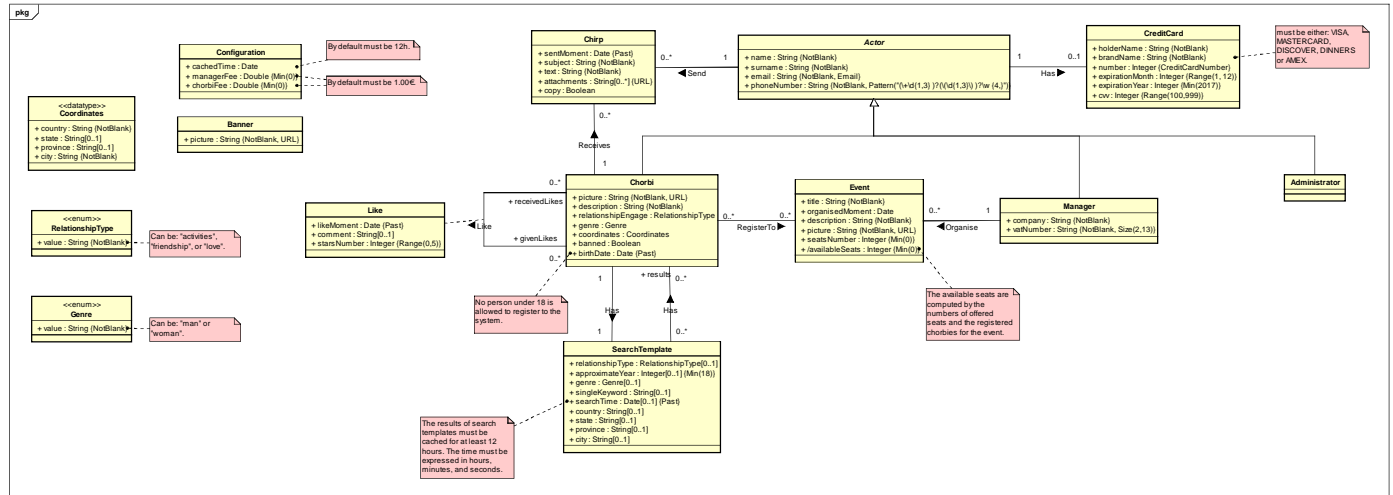 pkg
Configuration
+ cachedTime : Date
+ managerFee : Double {Min(0)}
+ chorbiFee : Double {Min(0)}
By default must be 12h.
By default must be 1.00€.
Chirp
+ sentMoment : Date {Past}
+ subject : String {NotBlank}
+ text : String {NotBlank}
+ attachments : String[0..*] {URL}
+ copy : Boolean
0..*
1
Send
Actor
+ name : String {NotBlank}
+ surname : String {NotBlank}
+ email : String {NotBlank, Email}
1
0..1
Has
CreditCard
+ holderName : String {NotBlank}
+ brandName : String {NotBlank}
+ number : Integer {CreditCardNumber}
+ expirationMonth : Integer {Range(1, 12)}
+ expirationYear : Integer {Min(2017)}
+ cvv : Integer {Range(100,999)}
must be either: VISA,
MASTERCARD,
DISCOVER, DINNERS
or AMEX.
<<datatype>>
Coordinates
+ country : String {NotBlank}
+ state : String[0..1]
+ province : String[0..1]
+ city : String {NotBlank}
Banner
+ picture : String {NotBlank, URL}
0..*
Receives
1
Like
+ likeMoment : Date {Past}
+ comment : String[0..1]
+ starsNumber : Integer {Range(0,5)}
0..*
+ receivedLikes
Like
+ givenLikes
0..*
Chorbi
+ picture : String {NotBlank, URL}
+ description : String {NotBlank}
+ relationshipEngage : RelationshipType
+ genre : Genre
+ coordinates : Coordinates
+ banned : Boolean
+ birthDate : Date {Past}
0..*
0..*
RegisterTo
Event
+ title : String {NotBlank}
+ organisedMoment : Date
+ description : String {NotBlank}
+ picture : String {NotBlank, URL}
+ seatsNumber : Integer {Min(0)}
+ /availableSeats : Integer {Min(0)}
0..*
1
Organise
Manager
+ company : String {NotBlank}
+ vatNumber : String {NotBlank, Size(2,13)}
Administrator
<<enum>>
RelationshipType
+ value : String {NotBlank}
Can be: "activities",
"friendship", or "love".
<<enum>>
Genre
+ value : String {NotBlank}
Can be: "man" or
"woman".
No person under 18 is
allowed to register to the
system.
1
Has
1
+ results
Has
0..*
The available seats are
computed by the
numbers of offered
seats and the registered
chorbies for the event.
SearchTemplate
+ relationshipType : RelationshipType[0..1]
+ approximateYear : Integer[0..1] {Min(18)}
+ genre : Genre[0..1]
+ singleKeyword : String[0..1]
+ searchTime : Date[0..1] {Past}
+ country : String[0..1]
+ state : String[0..1]
+ province : String[0..1]
+ city : String[0..1]
The results of search
templates must be
cached for at least 12
hours. The time must be
expressed in hours,
minutes, and seconds.